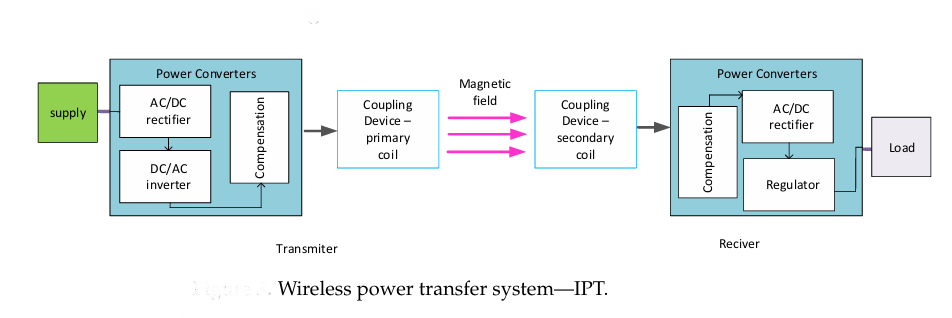 Power Converters
supply
AC/DC
rectifier
DC/AC
inverter
Compensation
Coupling
Device –
primary
coil
Magnetic
field
Coupling
Device –
secondary
coil
Power Converters
Compensation
AC/DC
rectifier
Regulator
Load
Transmiter
Reciver
Wireless power transfer system—IPT.